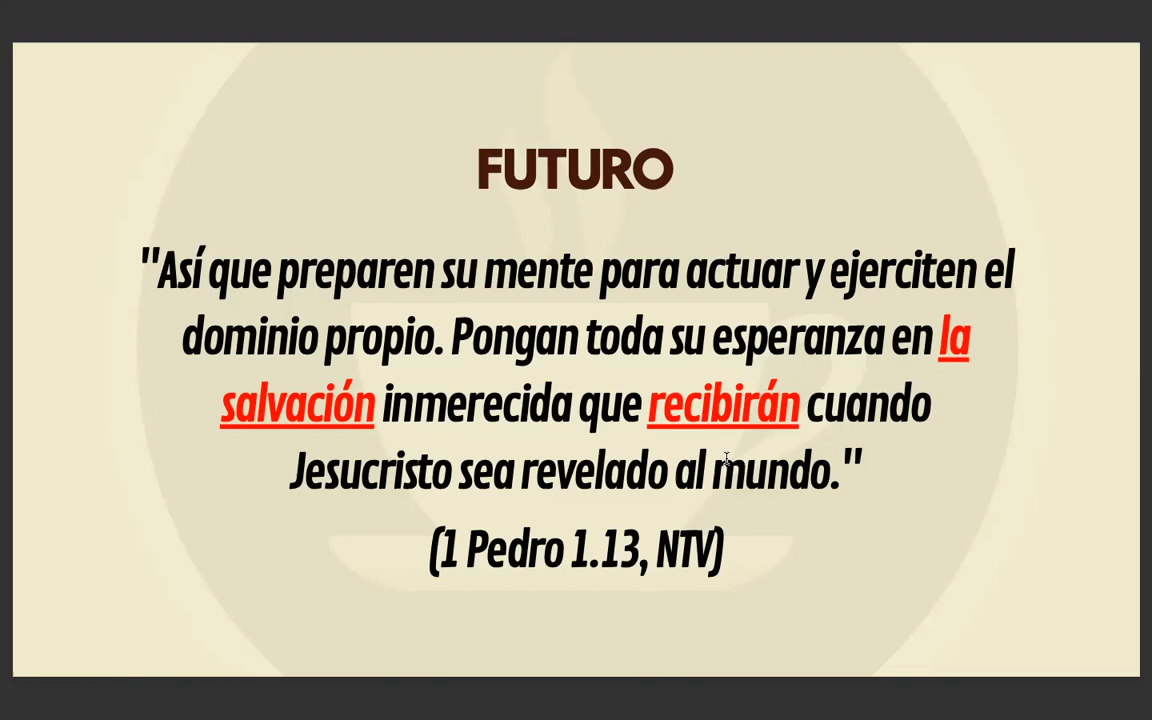 FUTURO
"Así que preparen su mente para actuar y ejerciten el
dominio propio. Pongan toda su esperanza en la
salvación inmerecida que recibirán cuando
Jesucristo sea revelado al mundo."
(1 Pedro 1.13, NTV)